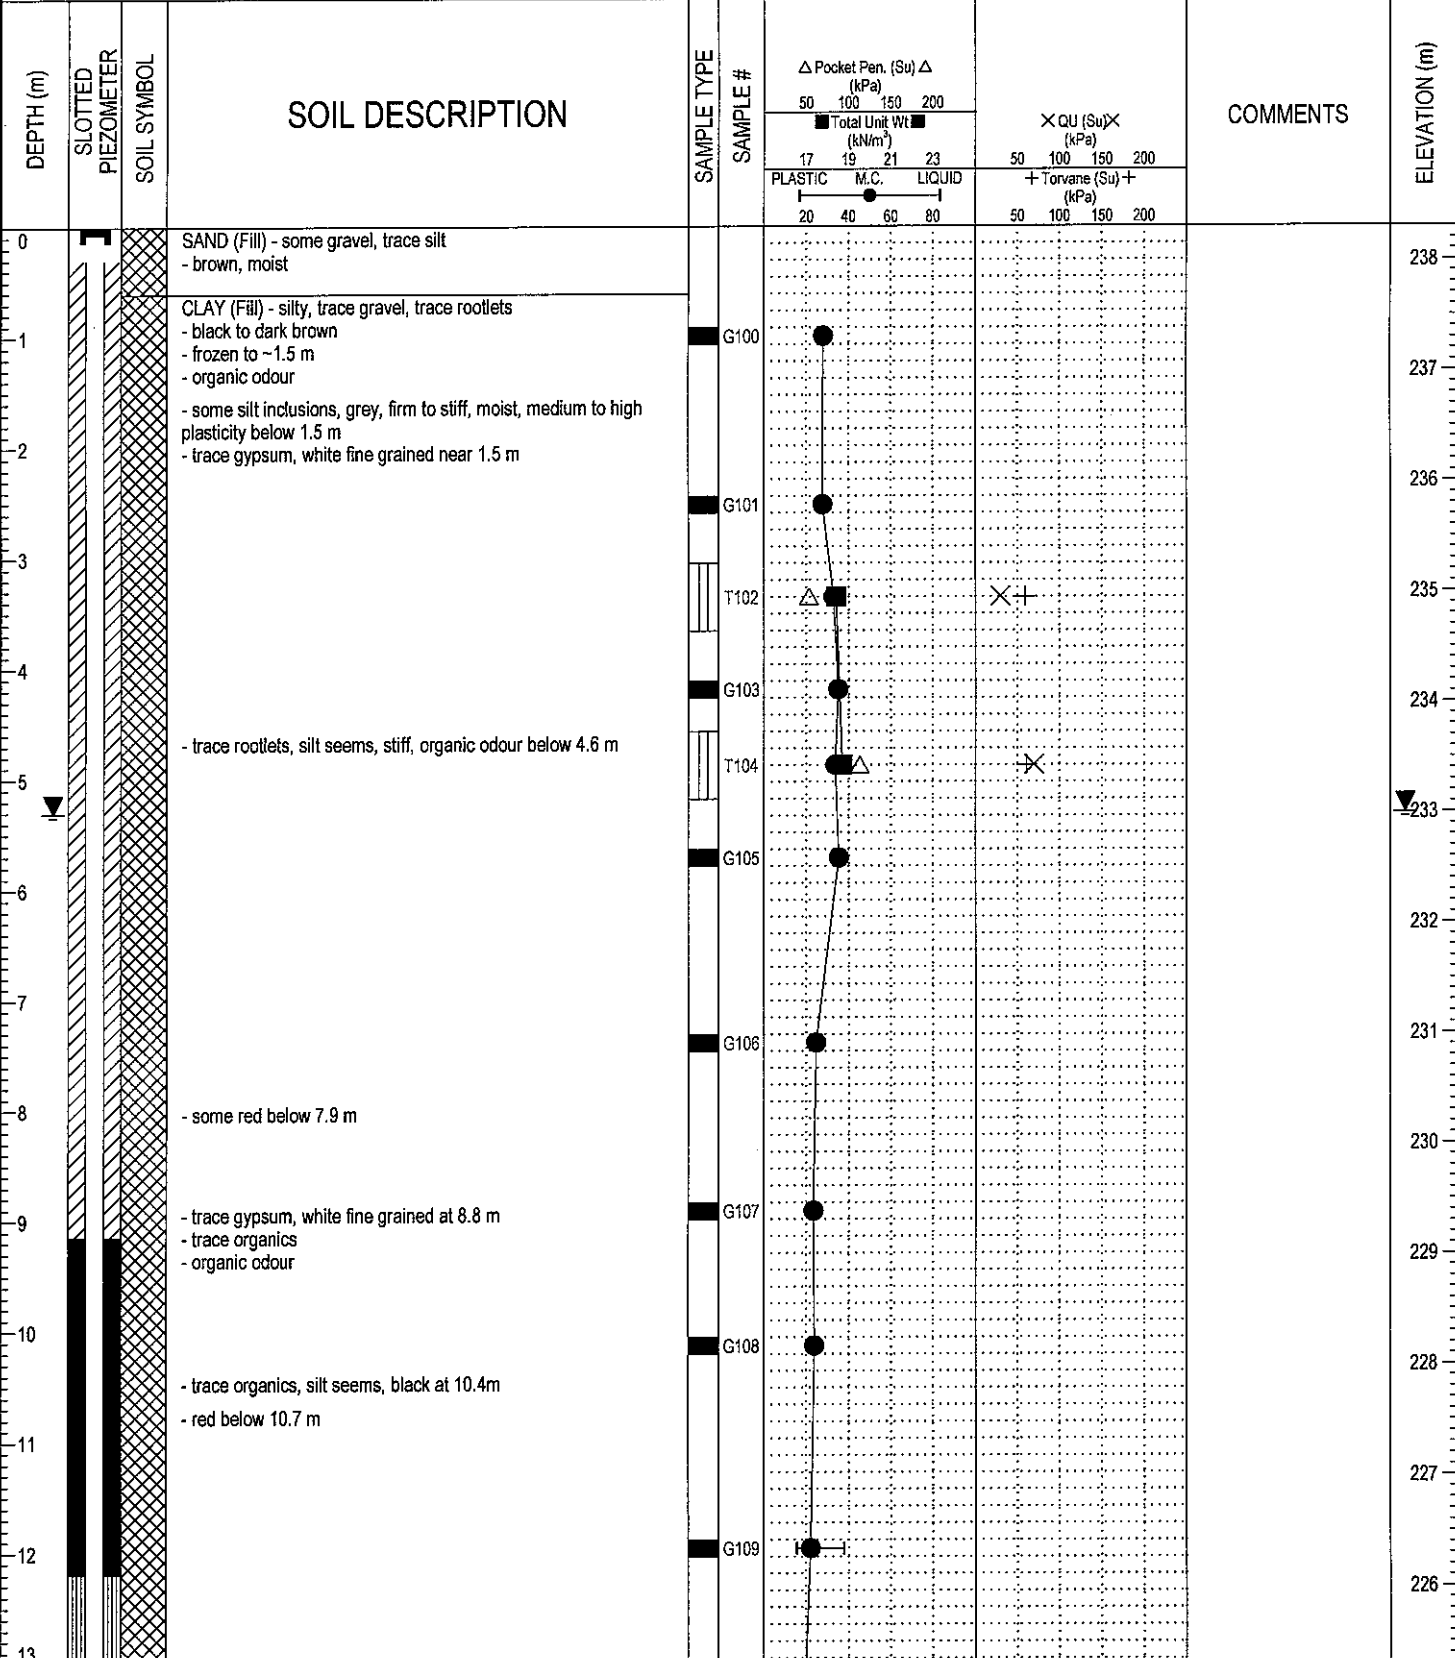 DEPTH (m)
SLOTTED
PIEZOMETER
SOIL SYMBOL
SOIL DESCRIPTION
SAMPLE TYPE
SAMPLE #
△ Pocket Pen. (Su) △
(kPa)
50 100 150 200
■ Total Unit Wt ■
(kN/m³)
17 19 21 23
PLASTIC M.C. LIQUID
20 40 60 80
× QU (Su) ×
(kPa)
50 100 150 200
+ Torvane (Su) +
(kPa)
50 100 150 200
COMMENTS
ELEVATION (m)
0
SAND (Fill) - some gravel, trace silt
- brown, moist
238
CLAY (Fill) - silty, trace gravel, trace rootlets
- black to dark brown
1
G100
- frozen to ~1.5 m
237
- organic odour
- some silt inclusions, grey, firm to stiff, moist, medium to high
plasticity below 1.5 m
2
- trace gypsum, white fine grained near 1.5 m
236
G101
3
235
T102
4
G103
234
- trace rootlets, silt seems, stiff, organic odour below 4.6 m
T104
5
233
G105
6
232
7
231
G106
8
- some red below 7.9 m
230
G107
- trace gypsum, white fine grained at 8.8 m
9
- trace organics
229
- organic odour
10
G108
228
- trace organics, silt seems, black at 10.4m
- red below 10.7 m
11
227
G109
12
226
13